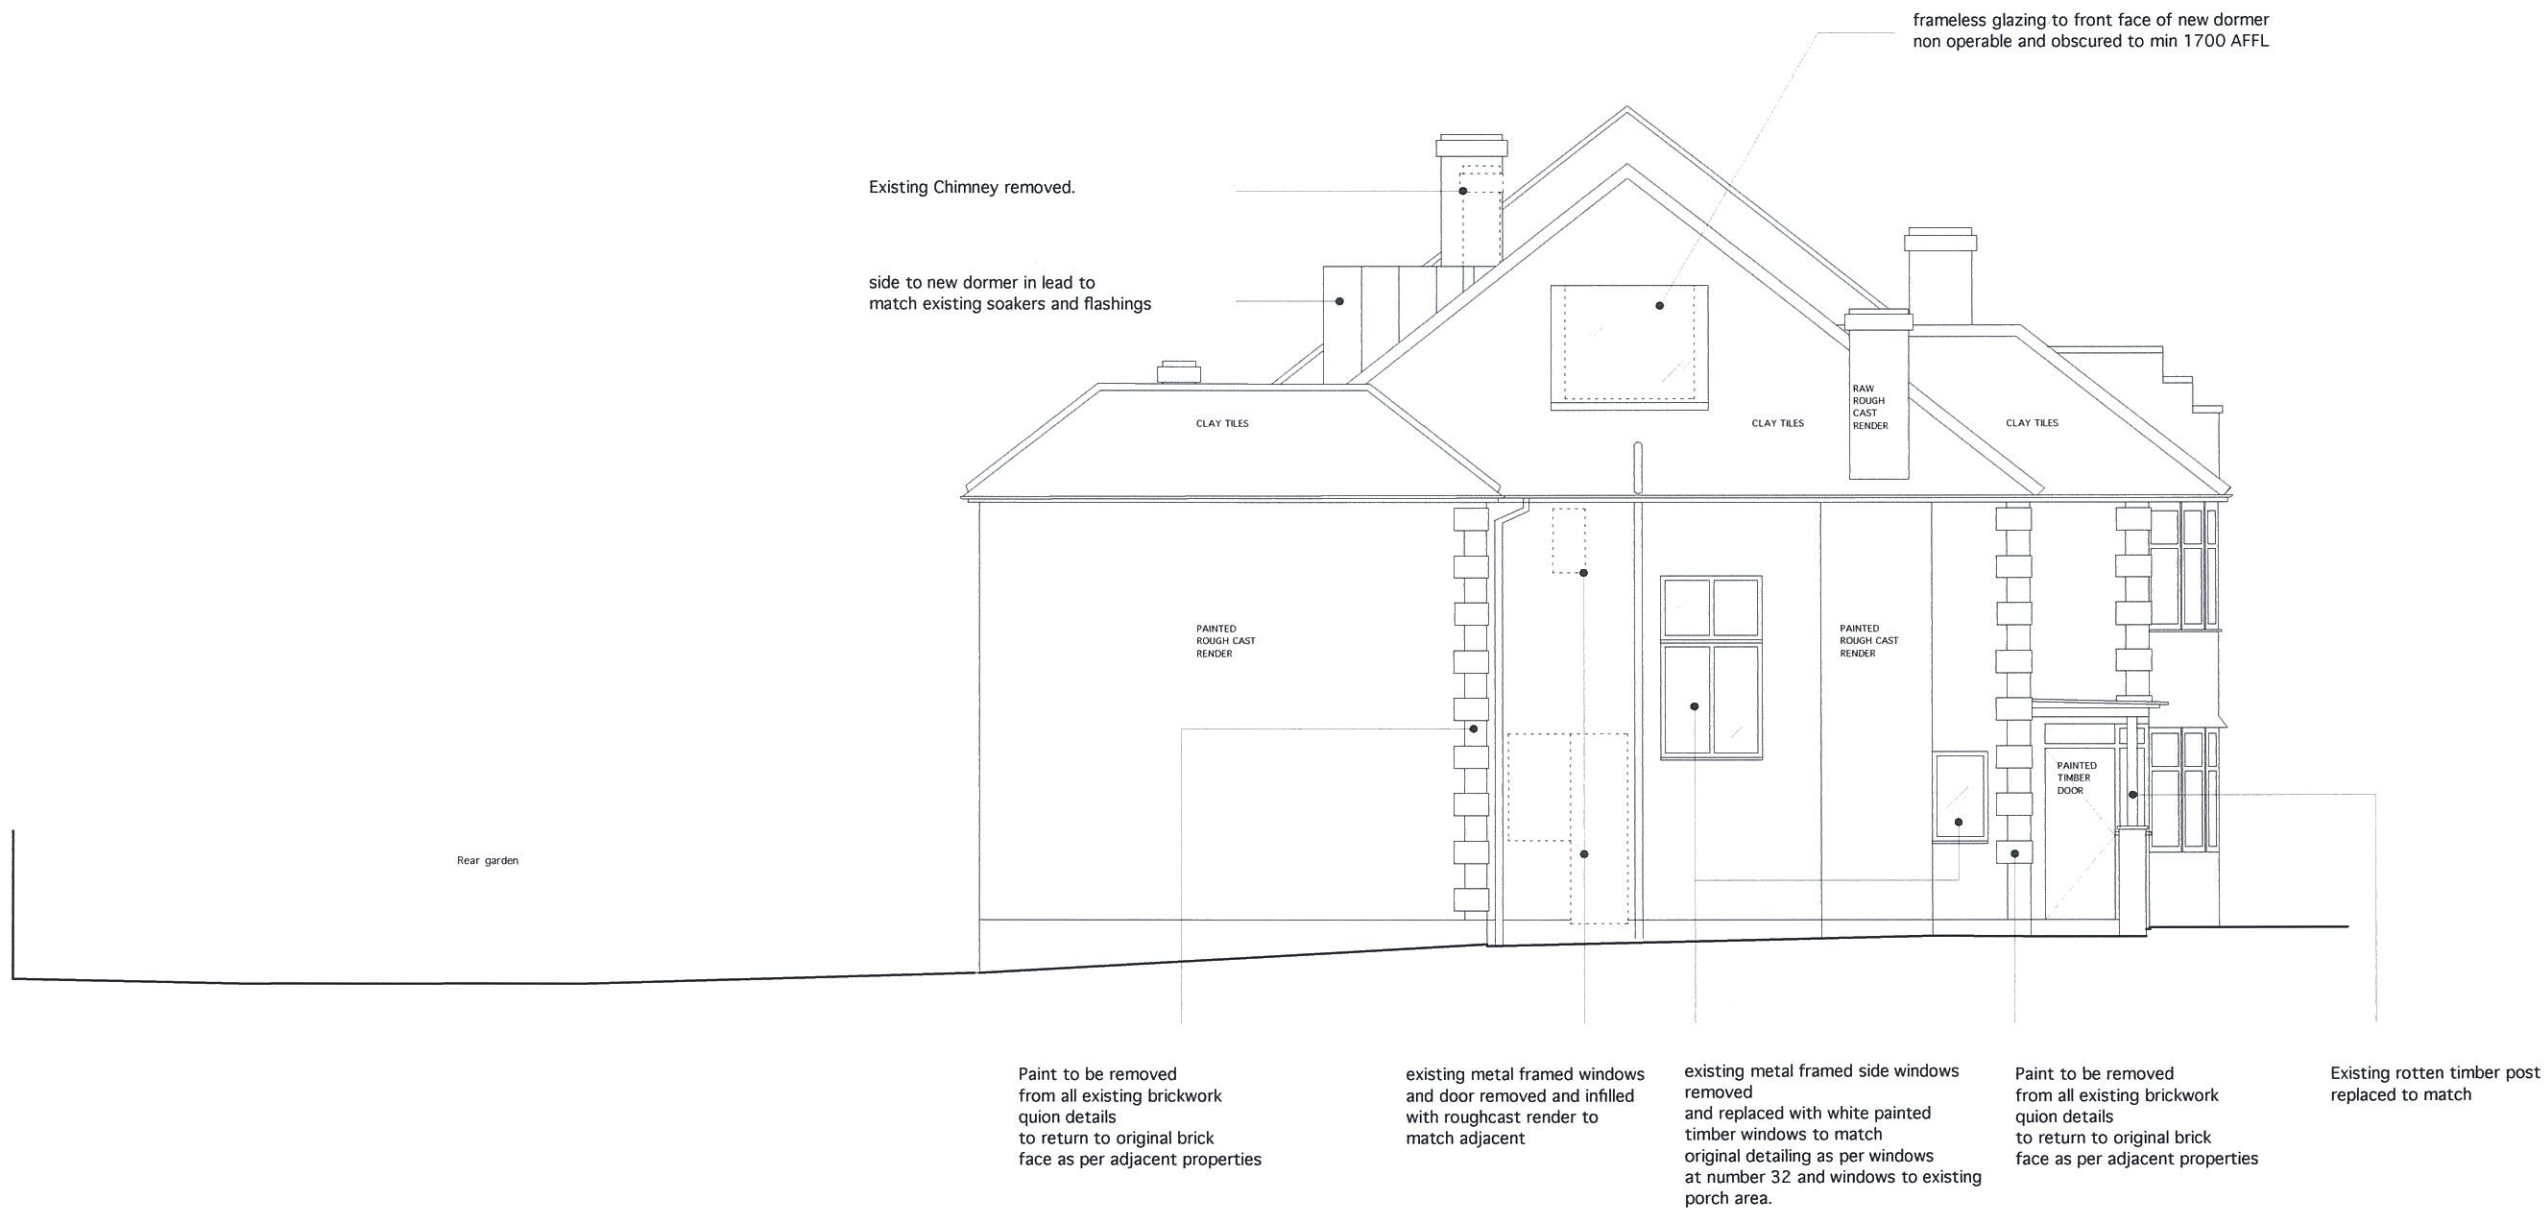 frameless glazing to front face of new dormer
non operable and obscured to min 1700 AFFL
Existing Chimney removed.
side to new dormer in lead to
match existing soakers and flashings
CLAY TILES
CLAY TILES
RAW
ROUGH
CAST
RENDER
CLAY TILES
PAINTED
ROUGH CAST
RENDER
PAINTED
ROUGH CAST
RENDER
PAINTED
TIMBER
DOOR
Rear garden
Paint to be removed
from all existing brickwork
quion details
to return to original brick
face as per adjacent properties
existing metal framed windows
and door removed and infilled
with roughcast render to
match adjacent
existing metal framed side windows
removed
and replaced with white painted
timber windows to match
original detailing as per windows
at number 32 and windows to existing
porch area.
Paint to be removed
from all existing brickwork
quion details
to return to original brick
face as per adjacent properties
Existing rotten timber post
replaced to match